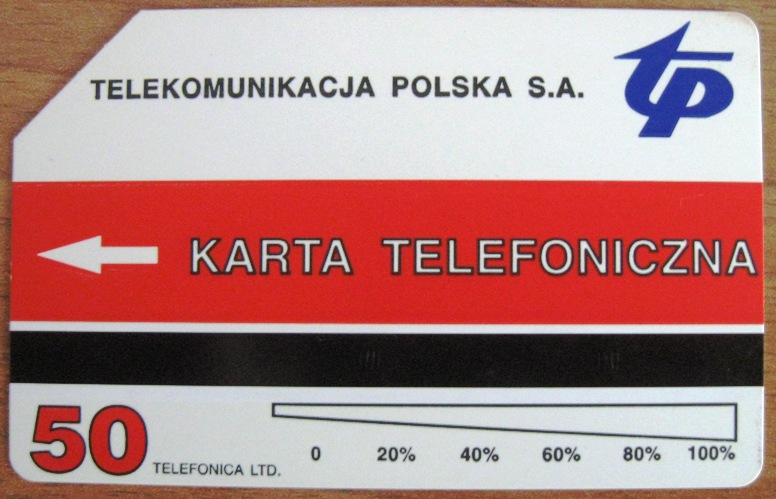 TELEKOMUNIKACJA POLSKA S.A.
tp
KARTA TELEFONICZNA
50 TELEFONICA LTD.
0 20% 40% 60% 80% 100%